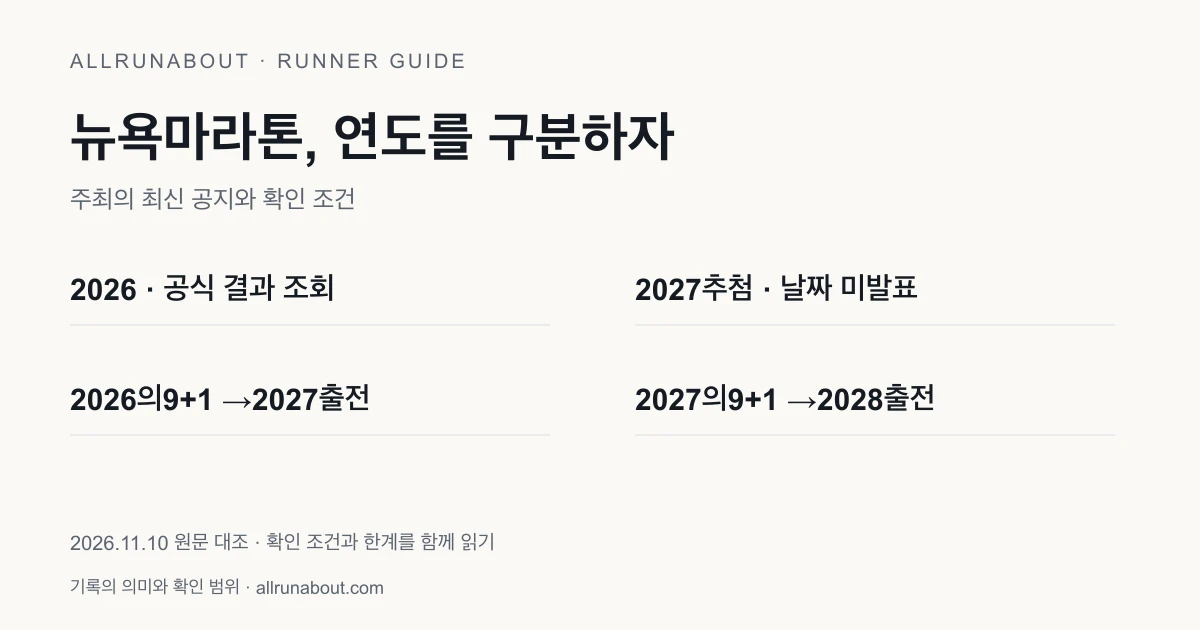 ALLRUNABOUT · RUNNER GUIDE
뉴욕마라톤, 연도를 구분하자
주최의 최신 공지와 확인 조건
2026 · 공식 결과 조회
2027추첨 · 날짜 미발표
2026의9+1 →2027출전
2027의9+1 →2028출전
2026.11.10 원문 대조 · 확인 조건과 한계를 함께 읽기
기록의 의미와 확인 범위 · allrunabout.com